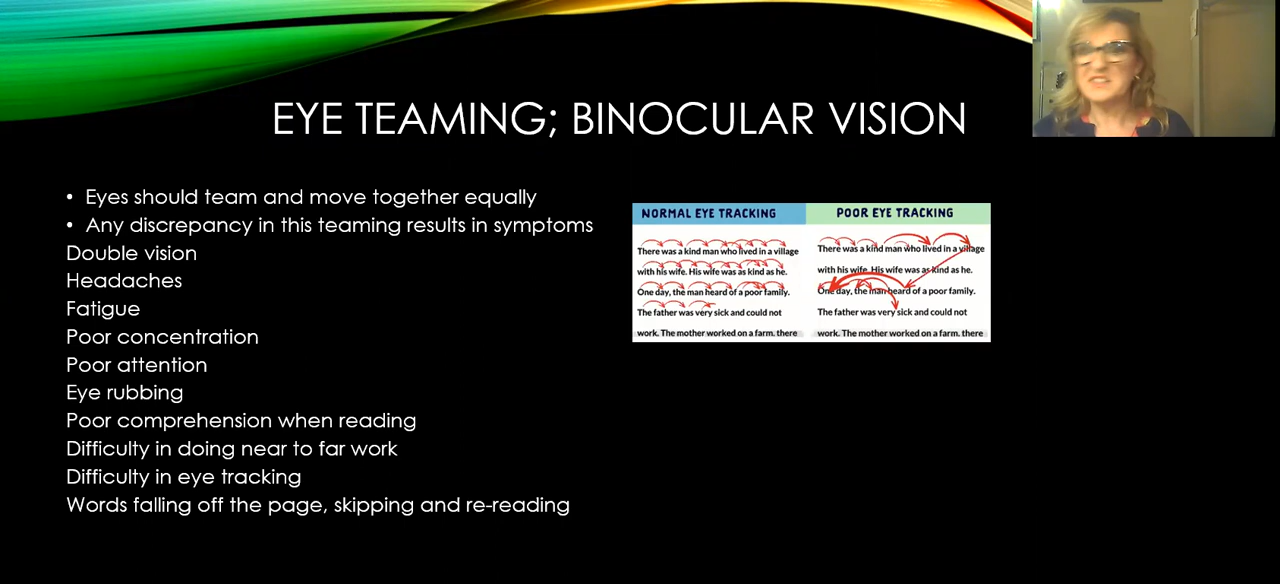 EYE TEAMING; BINOCULAR VISION
• Eyes should team and move together equally
• Any discrepancy in this teaming results in symptoms
Double vision
Headaches
Fatigue
Poor concentration
Poor attention
Eye rubbing
Poor comprehension when reading
Difficulty in doing near to far work
Difficulty in eye tracking
Words falling off the page, skipping and re-reading
NORMAL EYE TRACKING
There was a kind man who lived in a village
with his wife. His wife was as kind as he.
One day, the man heard of a poor family.
The father was very sick and could not
work. The mother worked on a farm. there
POOR EYE TRACKING
There was a kind man who lived in a village
with his wife. His wife was as kind as he.
One day, the man heard of a poor family.
The father was very sick and could not
work. The mother worked on a farm. there